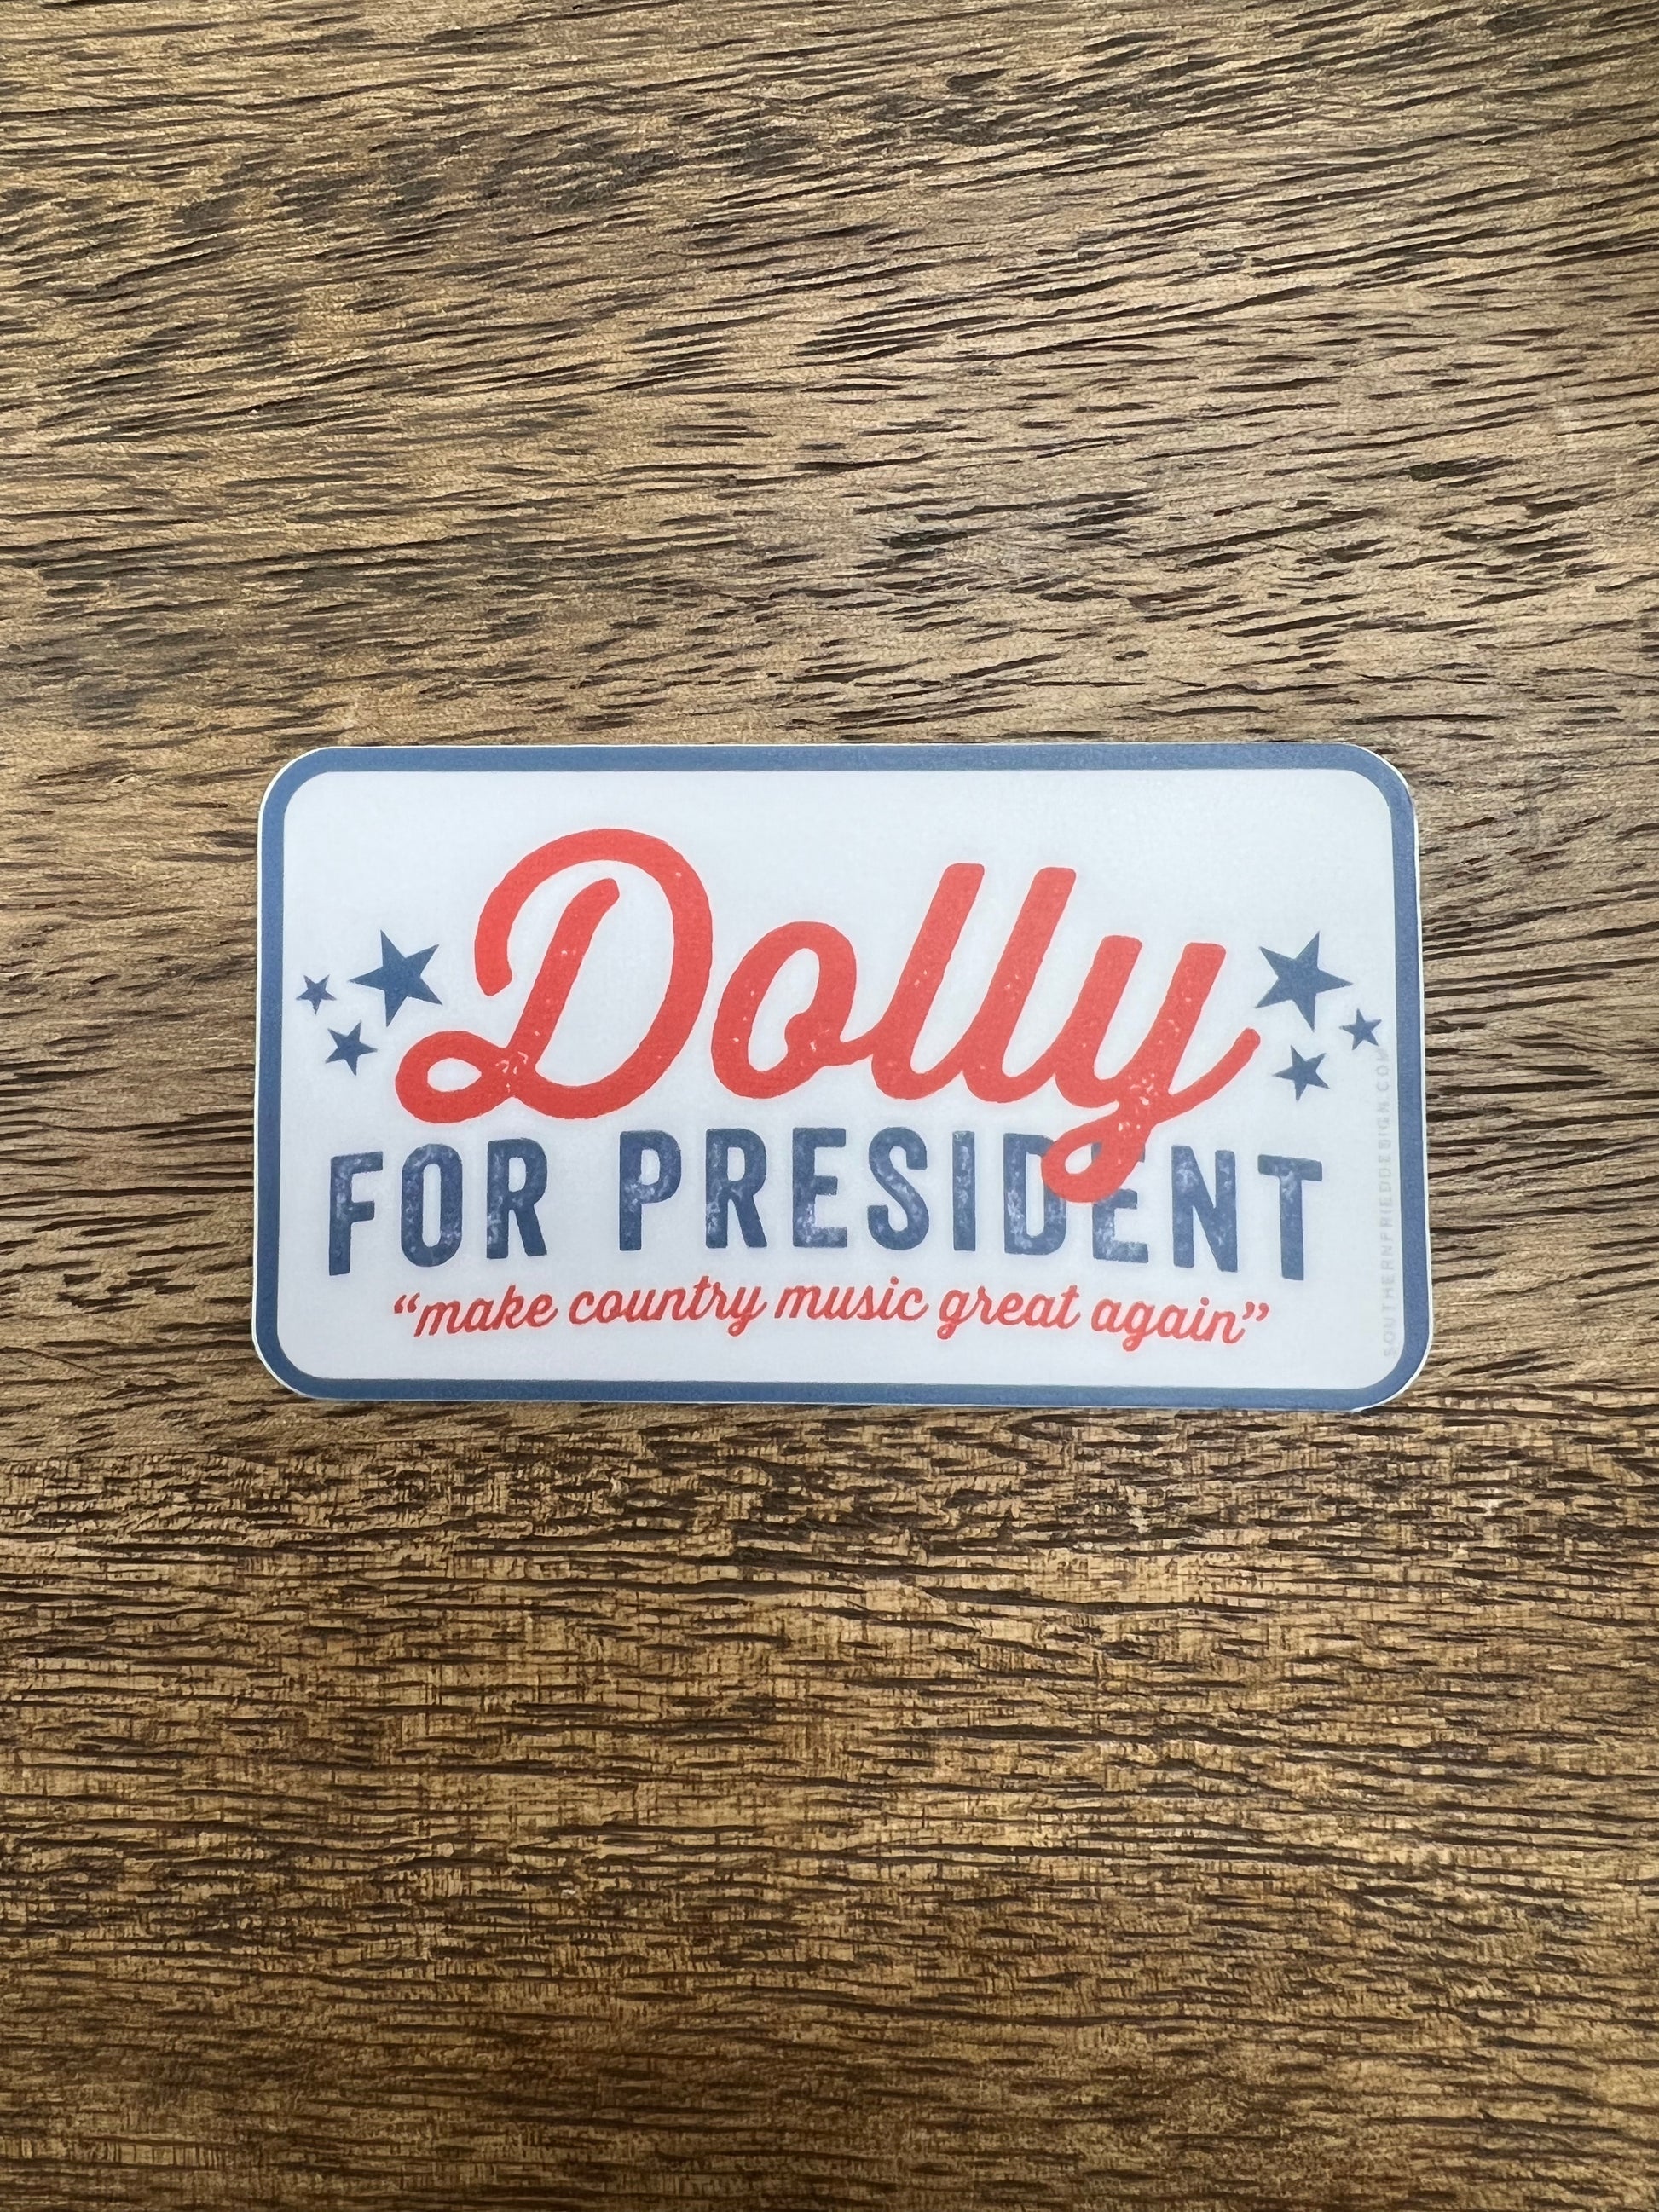 Dolly
FOR PRESIDENT
“make country music great again”
SOUTHERNFRIEDDESIGN.COM